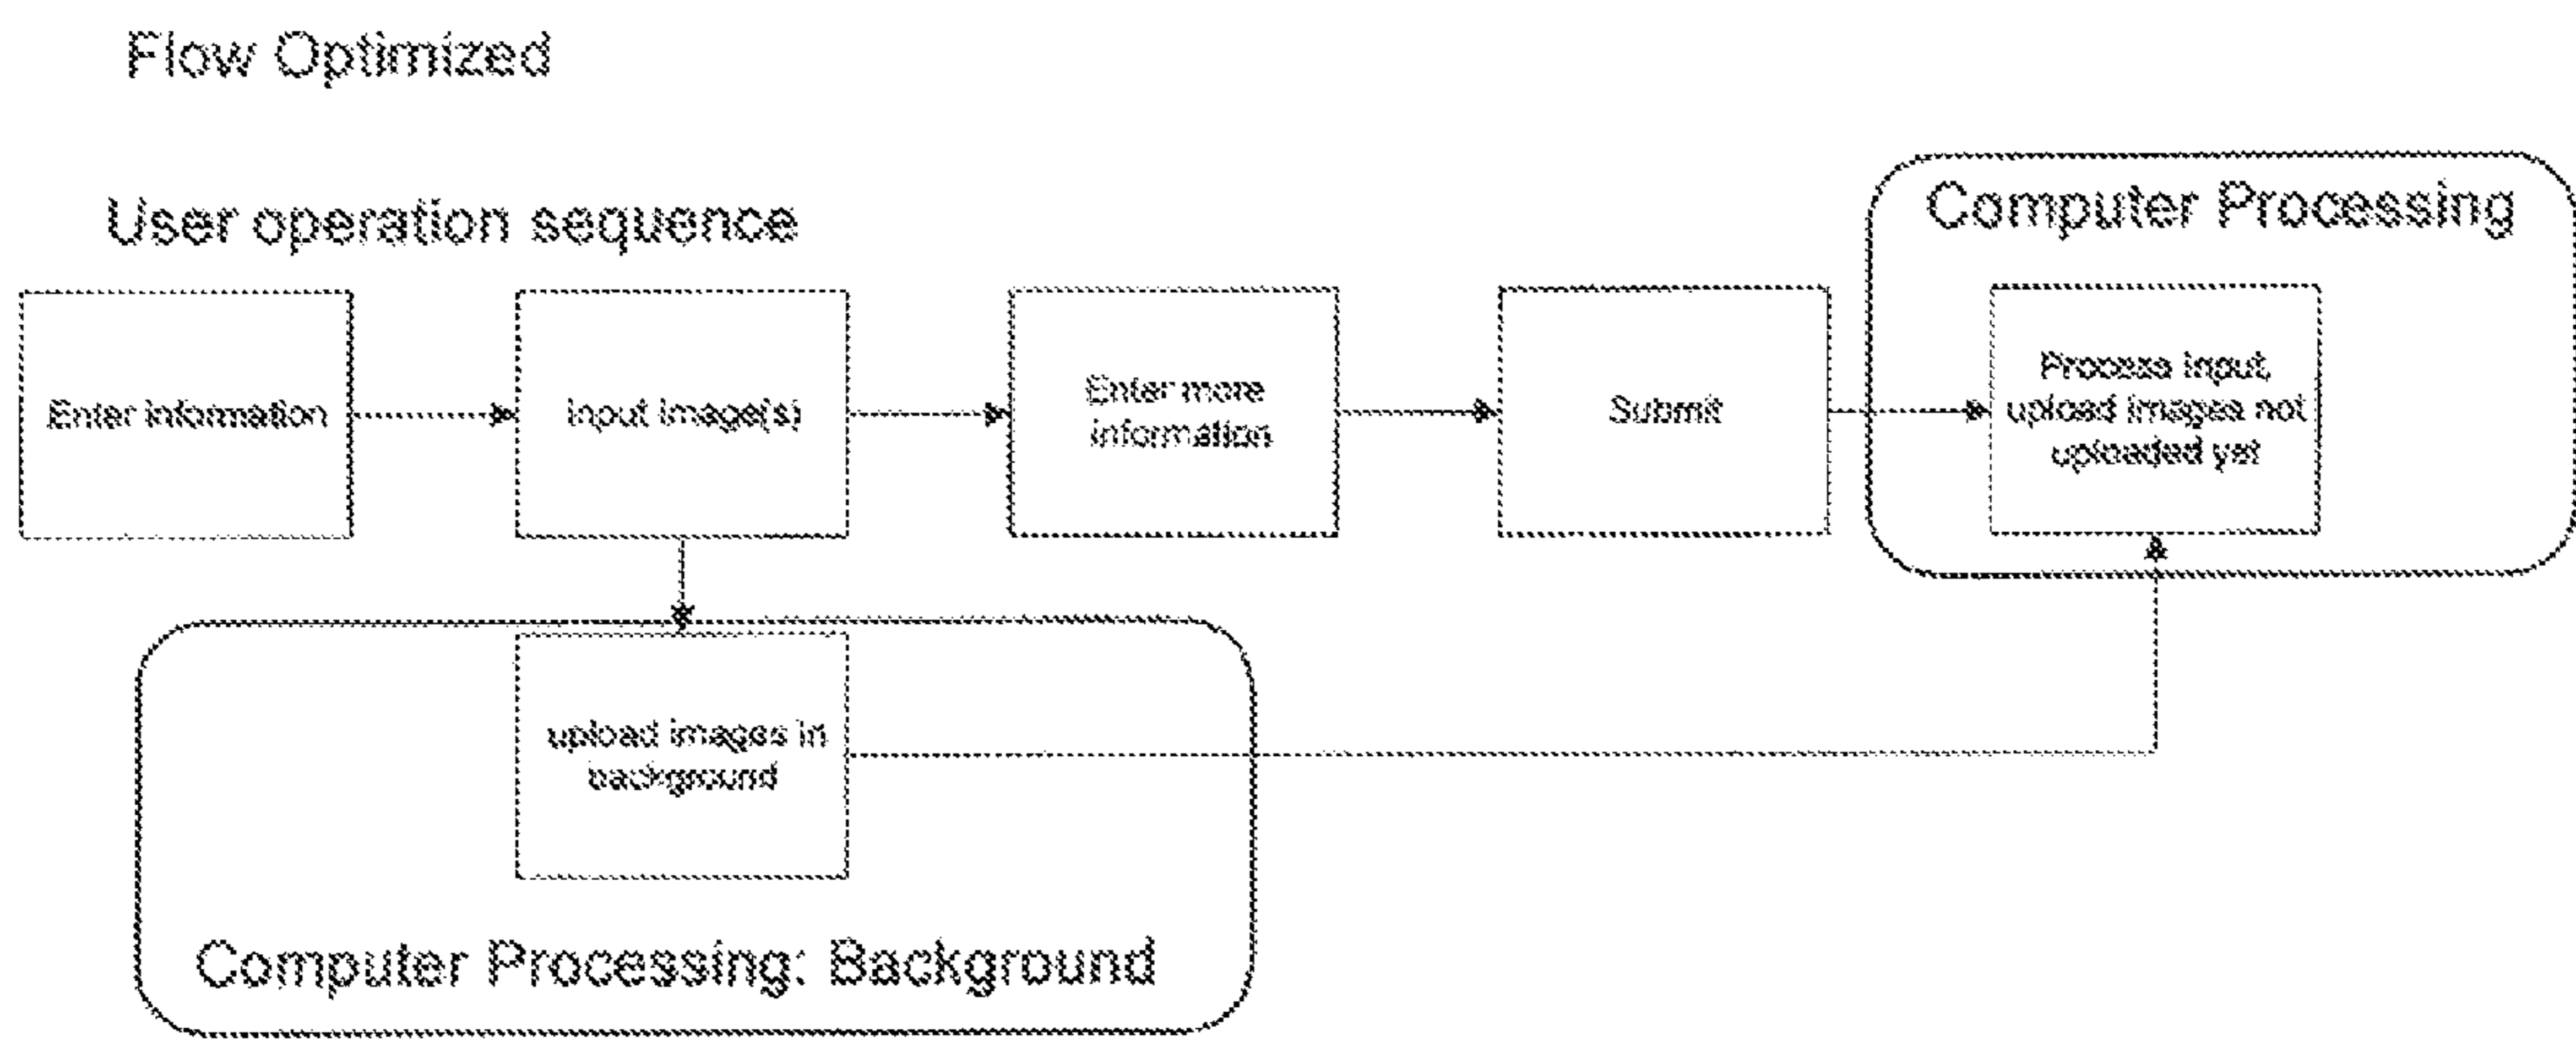 Flow Optimized
User operation sequence
Computer Processing
Enter information
Input image(s)
Enter more
information
Submit
Process input,
upload images not
uploaded yet
upload images in
background
Computer Processing: Background